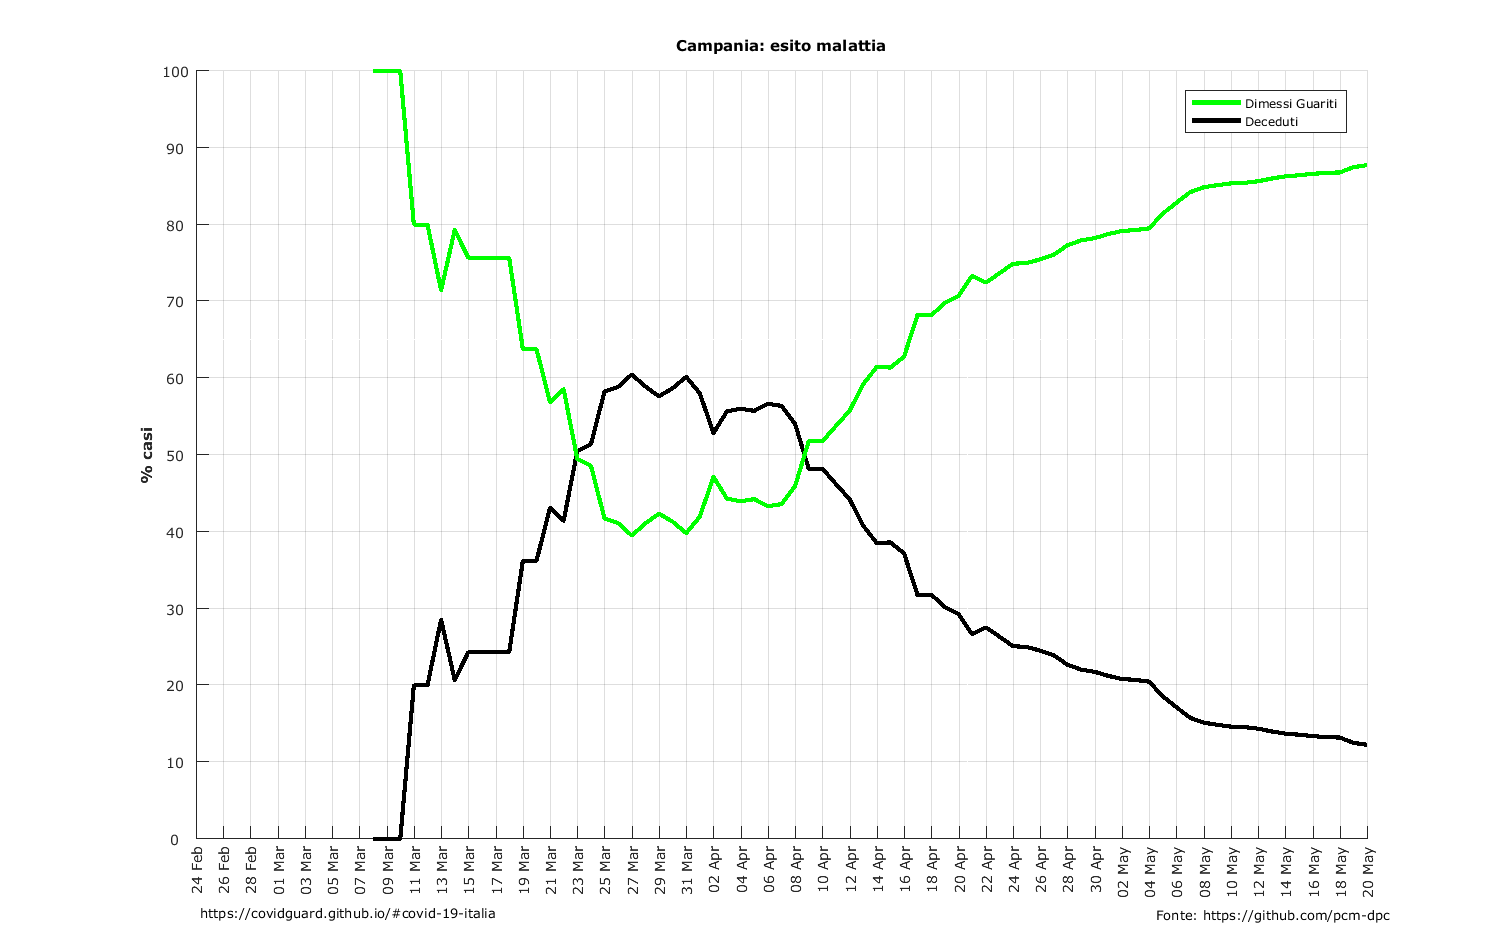 Campania: esito malattia
Dimessi Guariti
Deceduti
% casi
100
90
80
70
60
50
40
30
20
10
0
24 Feb
26 Feb
28 Feb
01 Mar
03 Mar
05 Mar
07 Mar
09 Mar
11 Mar
13 Mar
15 Mar
17 Mar
19 Mar
21 Mar
23 Mar
25 Mar
27 Mar
29 Mar
31 Mar
02 Apr
04 Apr
06 Apr
08 Apr
10 Apr
12 Apr
14 Apr
16 Apr
18 Apr
20 Apr
22 Apr
24 Apr
26 Apr
28 Apr
30 Apr
02 May
04 May
06 May
08 May
10 May
12 May
14 May
16 May
18 May
20 May
https://covidguard.github.io/#covid-19-italia
Fonte: https://github.com/pcm-dpc